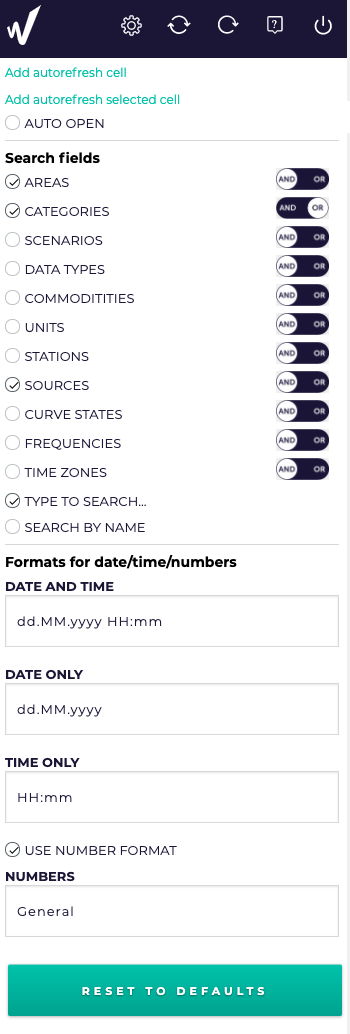 ?
Add autorefresh cell
Add autorefresh selected cell
AUTO OPEN
Search fields
AREAS AND OR
CATEGORIES AND OR
SCENARIOS AND OR
DATA TYPES AND OR
COMMODITITIES AND OR
UNITS AND OR
STATIONS AND OR
SOURCES AND OR
CURVE STATES AND OR
FREQUENCIES AND OR
TIME ZONES AND OR
TYPE TO SEARCH...
SEARCH BY NAME
Formats for date/time/numbers
DATE AND TIME
dd.MM.yyyy HH:mm
DATE ONLY
dd.MM.yyyy
TIME ONLY
HH:mm
USE NUMBER FORMAT
NUMBERS
General
RESET TO DEFAULTS